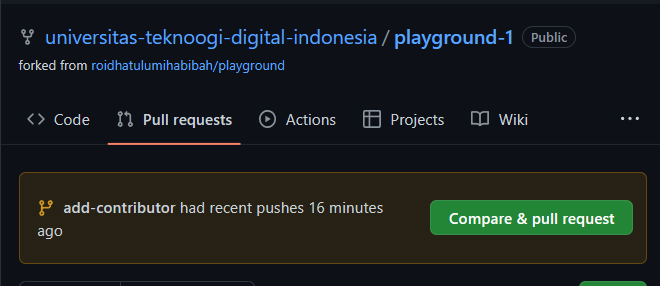 universitas-teknoogi-digital-indonesia / playground-1 Public
forked from roidhatulumihabibah/playground
Code Pull requests Actions Projects Wiki ...
add-contributor had recent pushes 16 minutes
ago
Compare & pull request